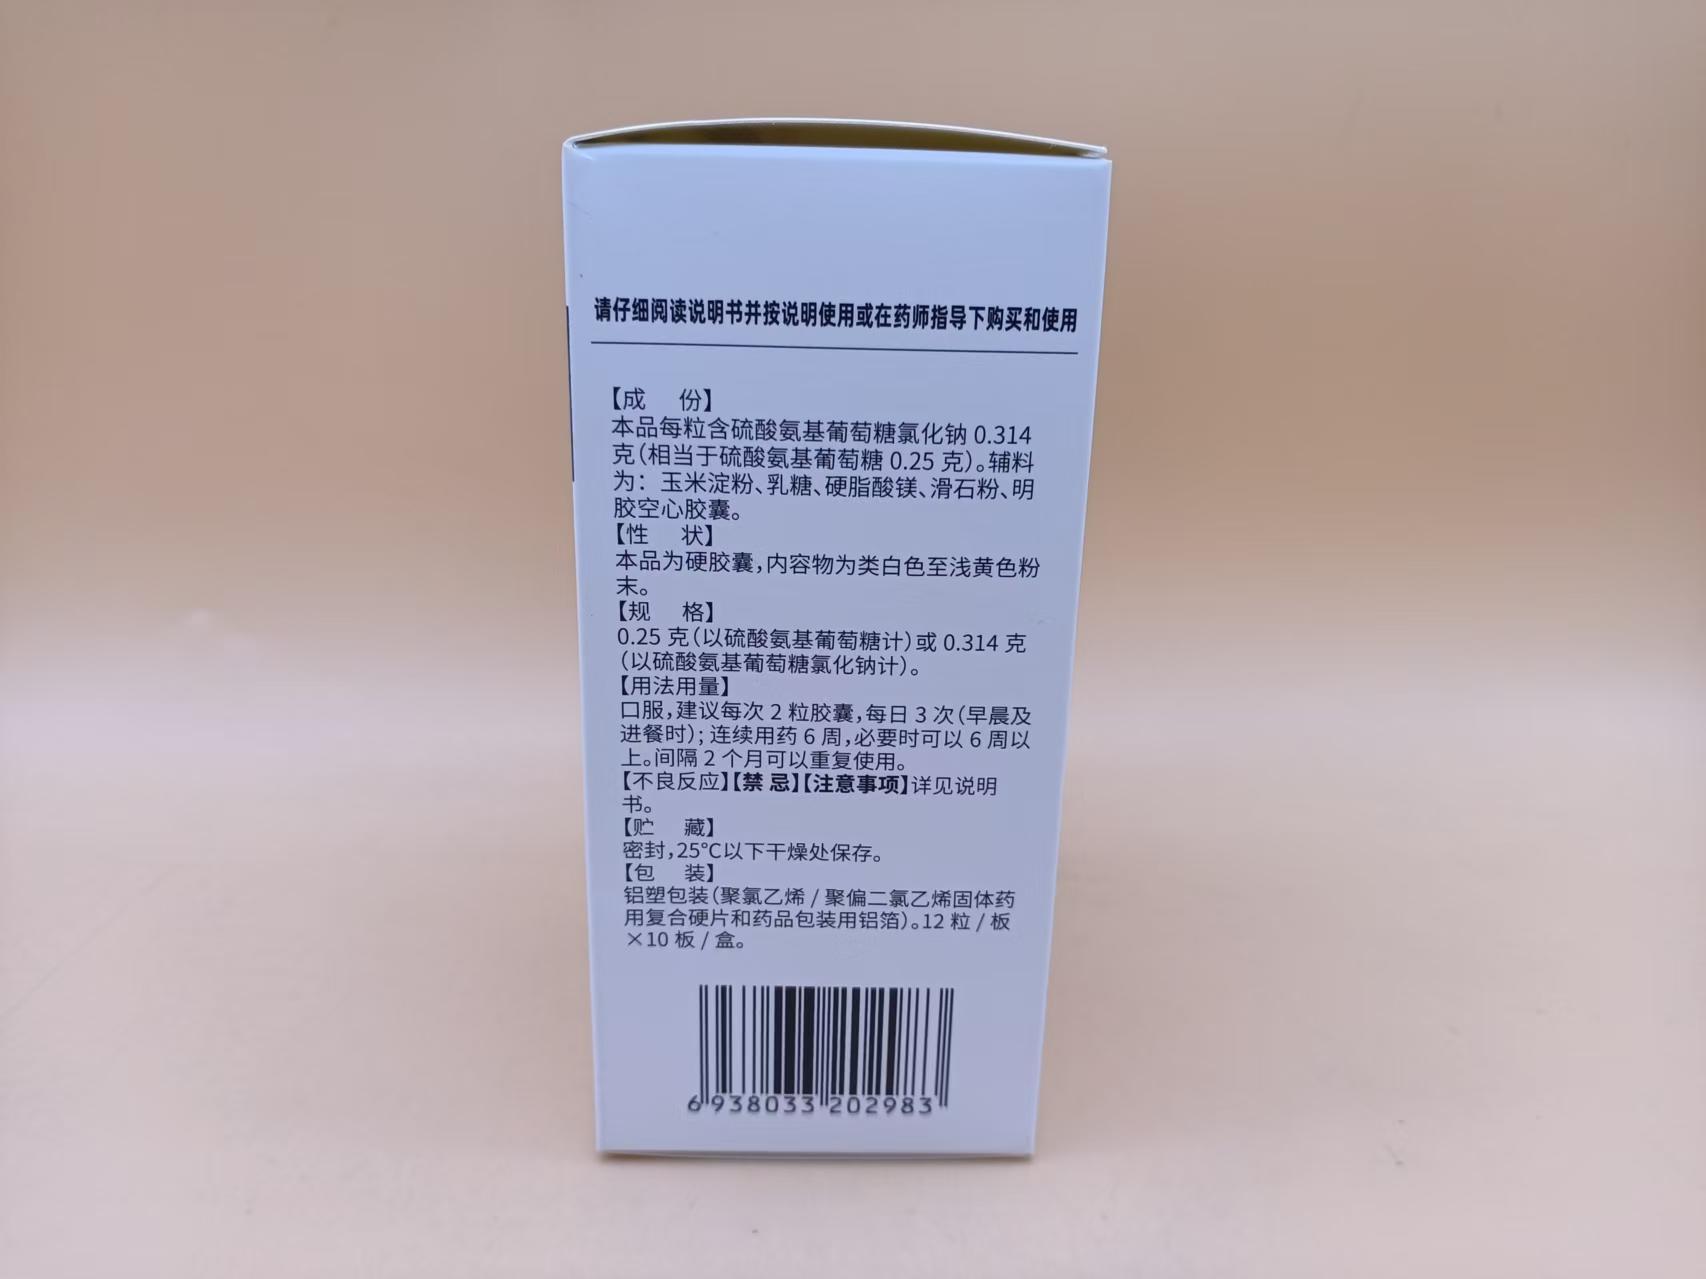 请仔细阅读说明书并按说明使用或在药师指导下购买和使用
【成 份】
本品每粒含硫酸氨基葡萄糖氯化钠 0.314
克(相当于硫酸氨基葡萄糖 0.25 克)。辅料
为：玉米淀粉、乳糖、硬脂酸镁、滑石粉、明
胶空心胶囊。
【性 状】
本品为硬胶囊,内容物为类白色至浅黄色粉
末。
【规 格】
0.25 克(以硫酸氨基葡萄糖计)或 0.314 克
(以硫酸氨基葡萄糖氯化钠计)。
【用法用量】
口服,建议每次 2 粒胶囊,每日 3 次(早晨及
进餐时)；连续用药 6 周,必要时可以 6 周以
上。间隔 2 个月可以重复使用。
【不良反应】【禁 忌】【注意事项】详见说明
书。
【贮 藏】
密封,25℃以下干燥处保存。
【包 装】
铝塑包装(聚氯乙烯 / 聚偏二氯乙烯固体药
用复合硬片和药品包装用铝箔)。12 粒 / 板
×10 板 / 盒。
6 938033 202983